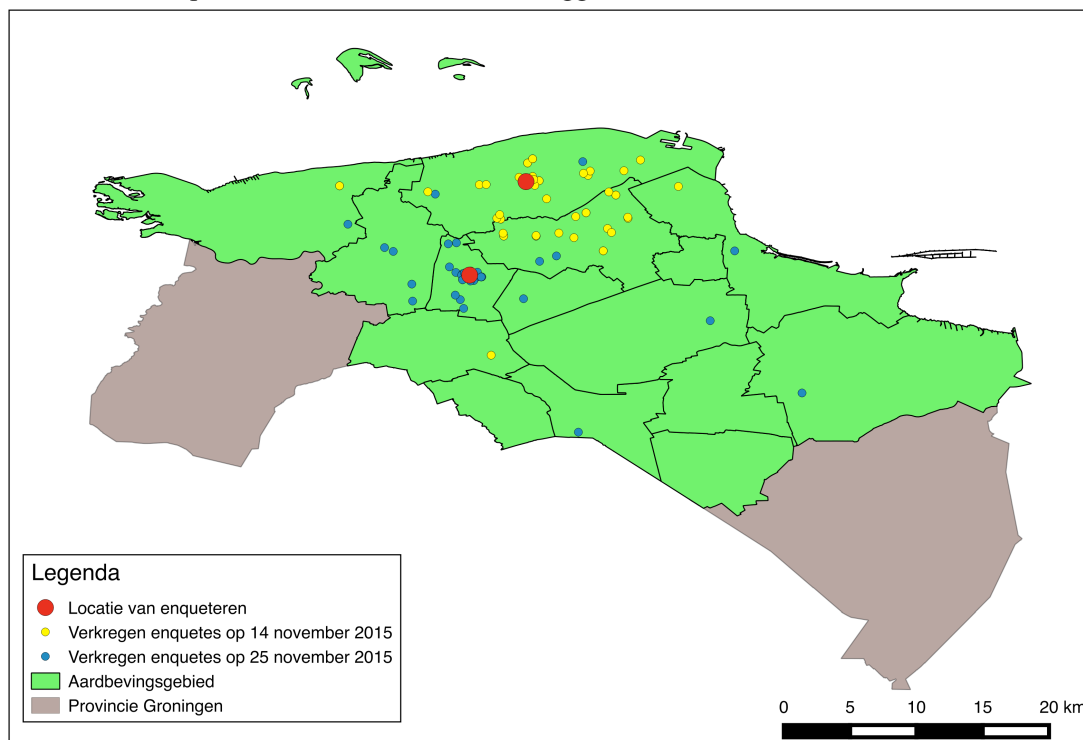 Legenda
Locatie van enqueteren
Verkregen enquetes op 14 november 2015
Verkregen enquetes op 25 november 2015
Aardbevingsgebied
Provincie Groningen
0 5 10 15 20 km